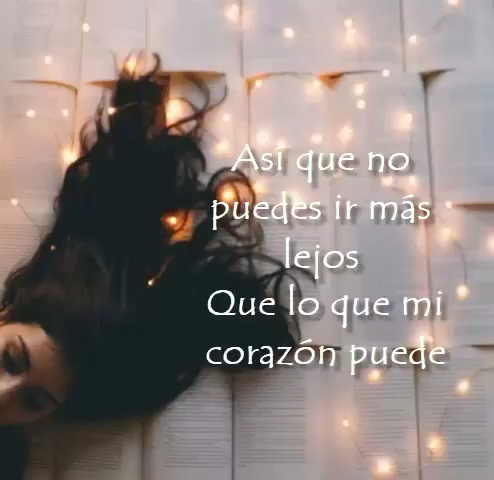 Así que no
puedes ir más
lejos
Que lo que mi
corazón puede